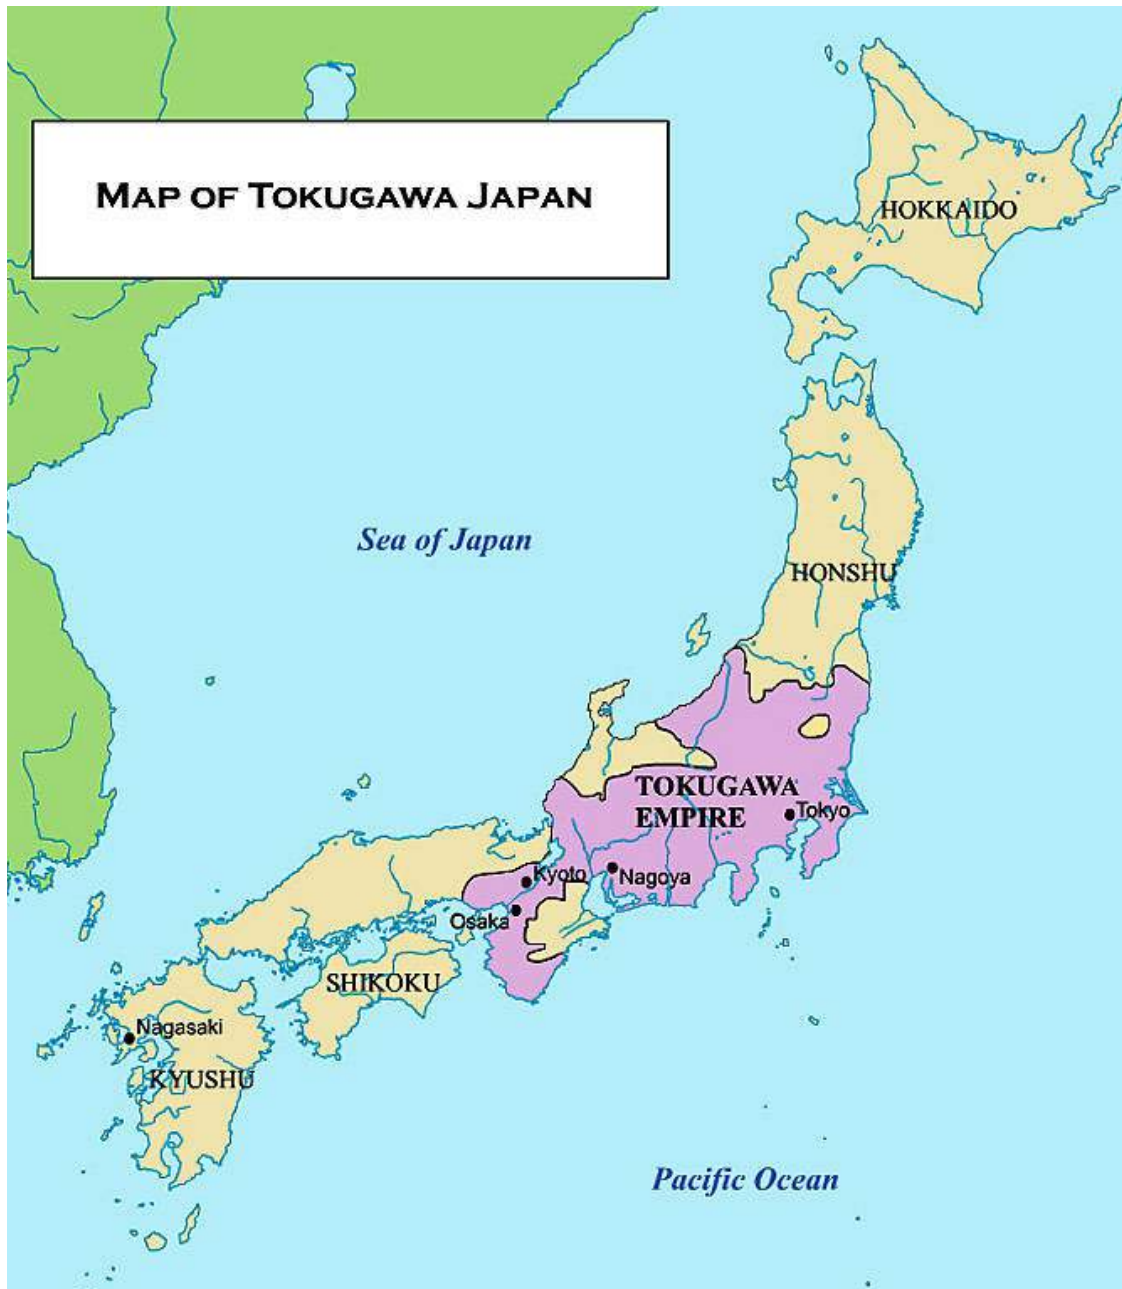 MAP OF TOKUGAWA JAPAN
HOKKAIDO
Sea of Japan
HONSHU
TOKUGAWA
EMPIRE
Tokyo
Kyoto
Nagoya
Osaka
SHIKOKU
Nagasaki
KYUSHU
Pacific Ocean